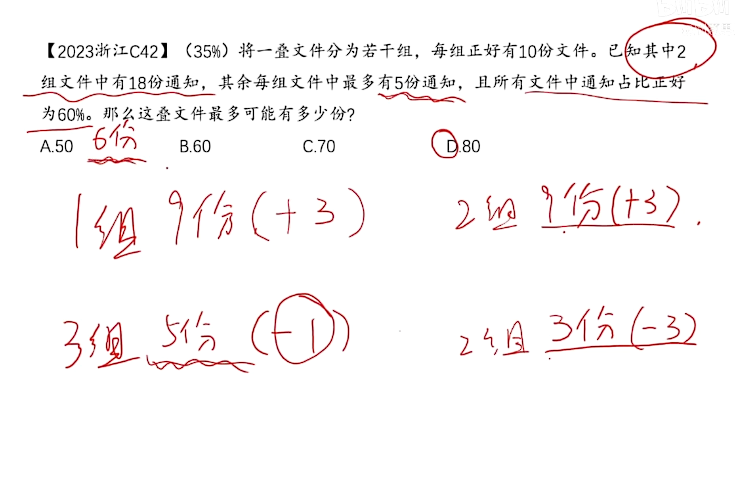 【2023浙江C42】（35%）将一叠文件分为若干组，每组正好有10份文件。已知其中2
组文件中有18份通知，其余每组文件中最多有5份通知，且所有文件中通知占比正好
为60%。那么这叠文件最多可能有多少份?
6份
A.50 B.60 C.70 D.80
1组 9份(+3) 2组 9份(+3).
3组 5份 (-1) 2组 3份(-3)